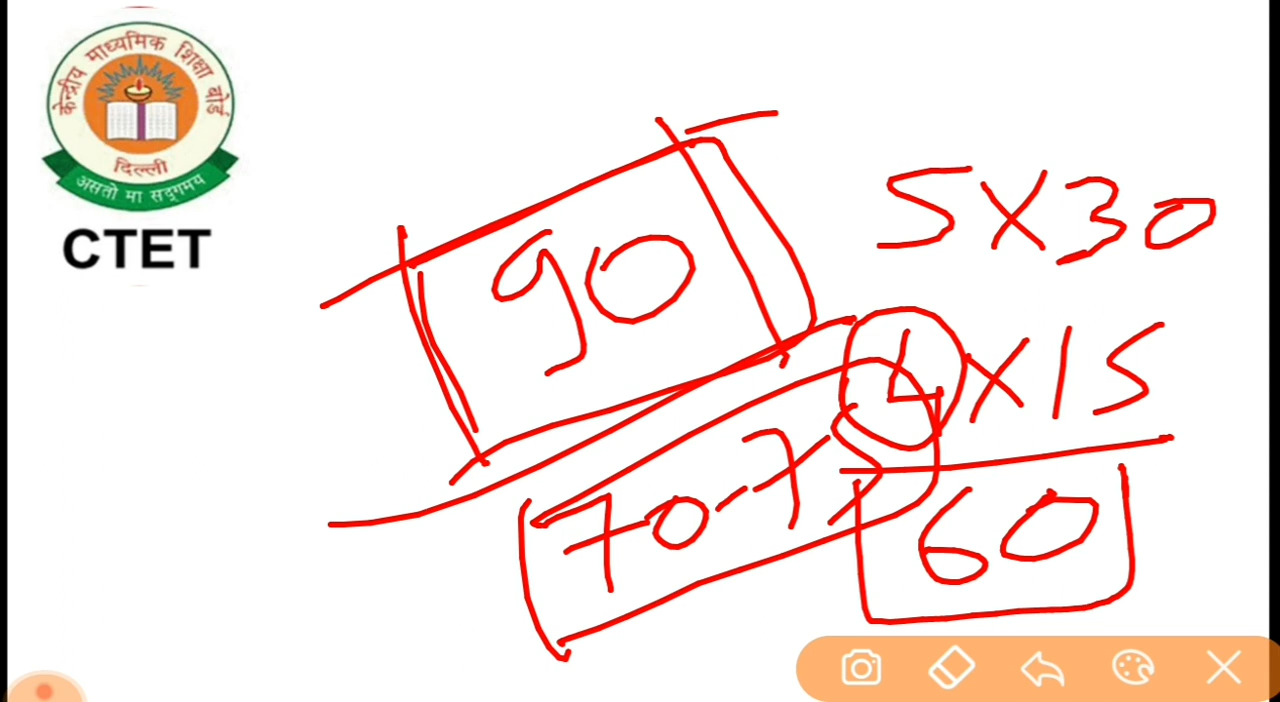 केन्द्रीय माध्यमिक शिक्षा बोर्ड
दिल्ली
असतो मा सद्गमय
CTET
90
5X30
4X15
70-75
60